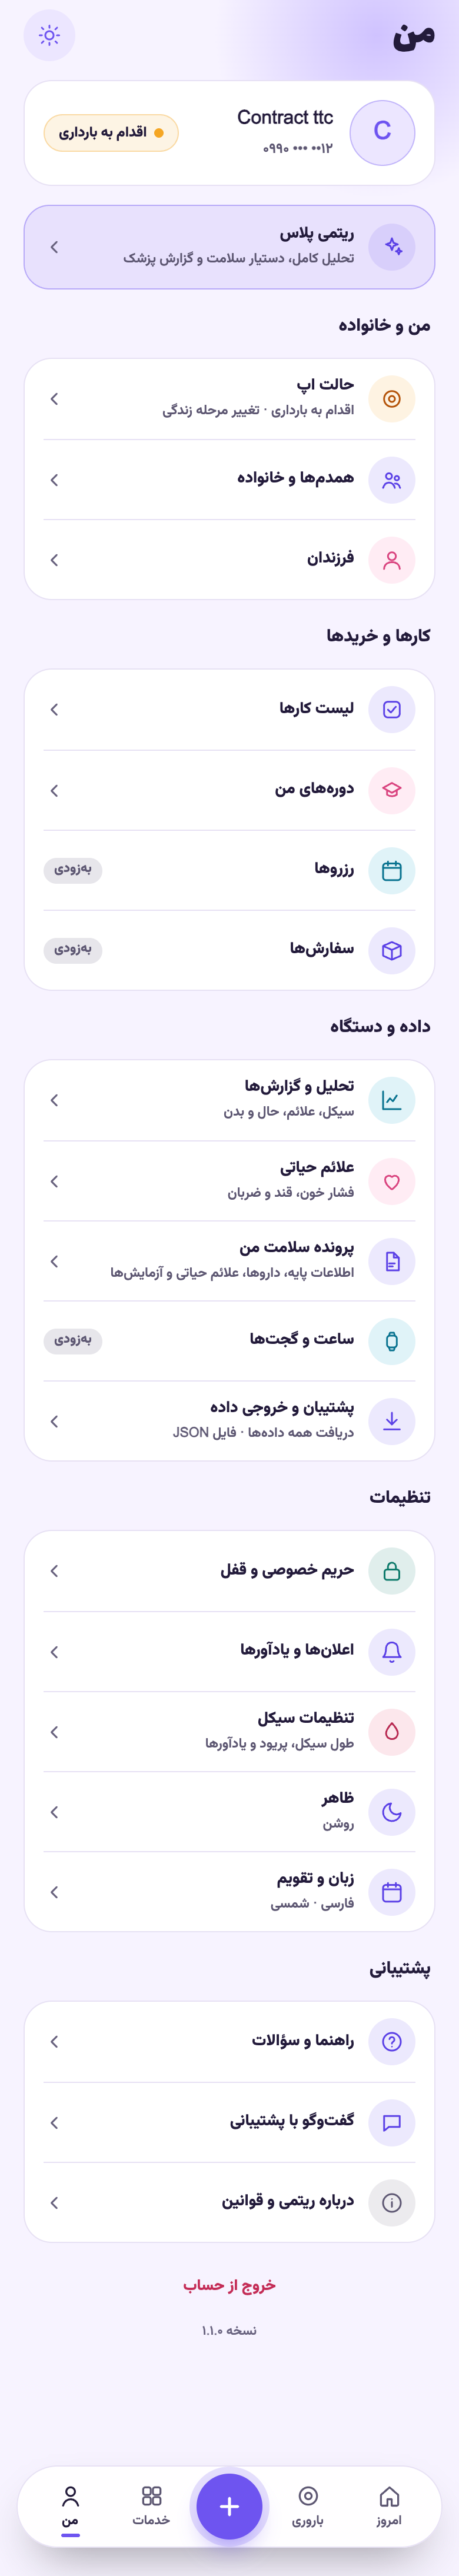 من
Contract ttc
۰۹۹۰ ••• ••۱۲
اقدام به بارداری
C
ریتمی پلاس
تحلیل کامل، دستیار سلامت و گزارش پزشک
من و خانواده
حالت اپ
اقدام به بارداری · تغییر مرحله زندگی
همدم‌ها و خانواده
فرزندان
کارها و خریدها
لیست کارها
دوره‌های من
رزروها
به‌زودی
سفارش‌ها
به‌زودی
داده و دستگاه
تحلیل و گزارش‌ها
سیکل، علائم، حال و بدن
علائم حیاتی
فشار خون، قند و ضربان
پرونده سلامت من
اطلاعات پایه، داروها، علائم حیاتی و آزمایش‌ها
ساعت و گجت‌ها
به‌زودی
پشتیبان و خروجی داده
دریافت همه داده‌ها · فایل JSON
تنظیمات
حریم خصوصی و قفل
اعلان‌ها و یادآورها
تنظیمات سیکل
طول سیکل، پریود و یادآورها
ظاهر
روشن
زبان و تقویم
فارسی · شمسی
پشتیبانی
راهنما و سؤالات
گفت‌وگو با پشتیبانی
درباره ریتمی و قوانین
خروج از حساب
نسخه ۱.۱.۰
امروز
باروری
خدمات
من